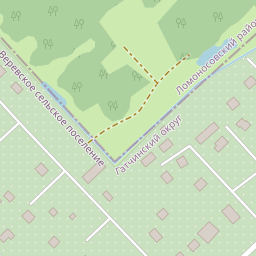 Ломоносовский райо
Веревское сельское поселение
Гатчинский округ